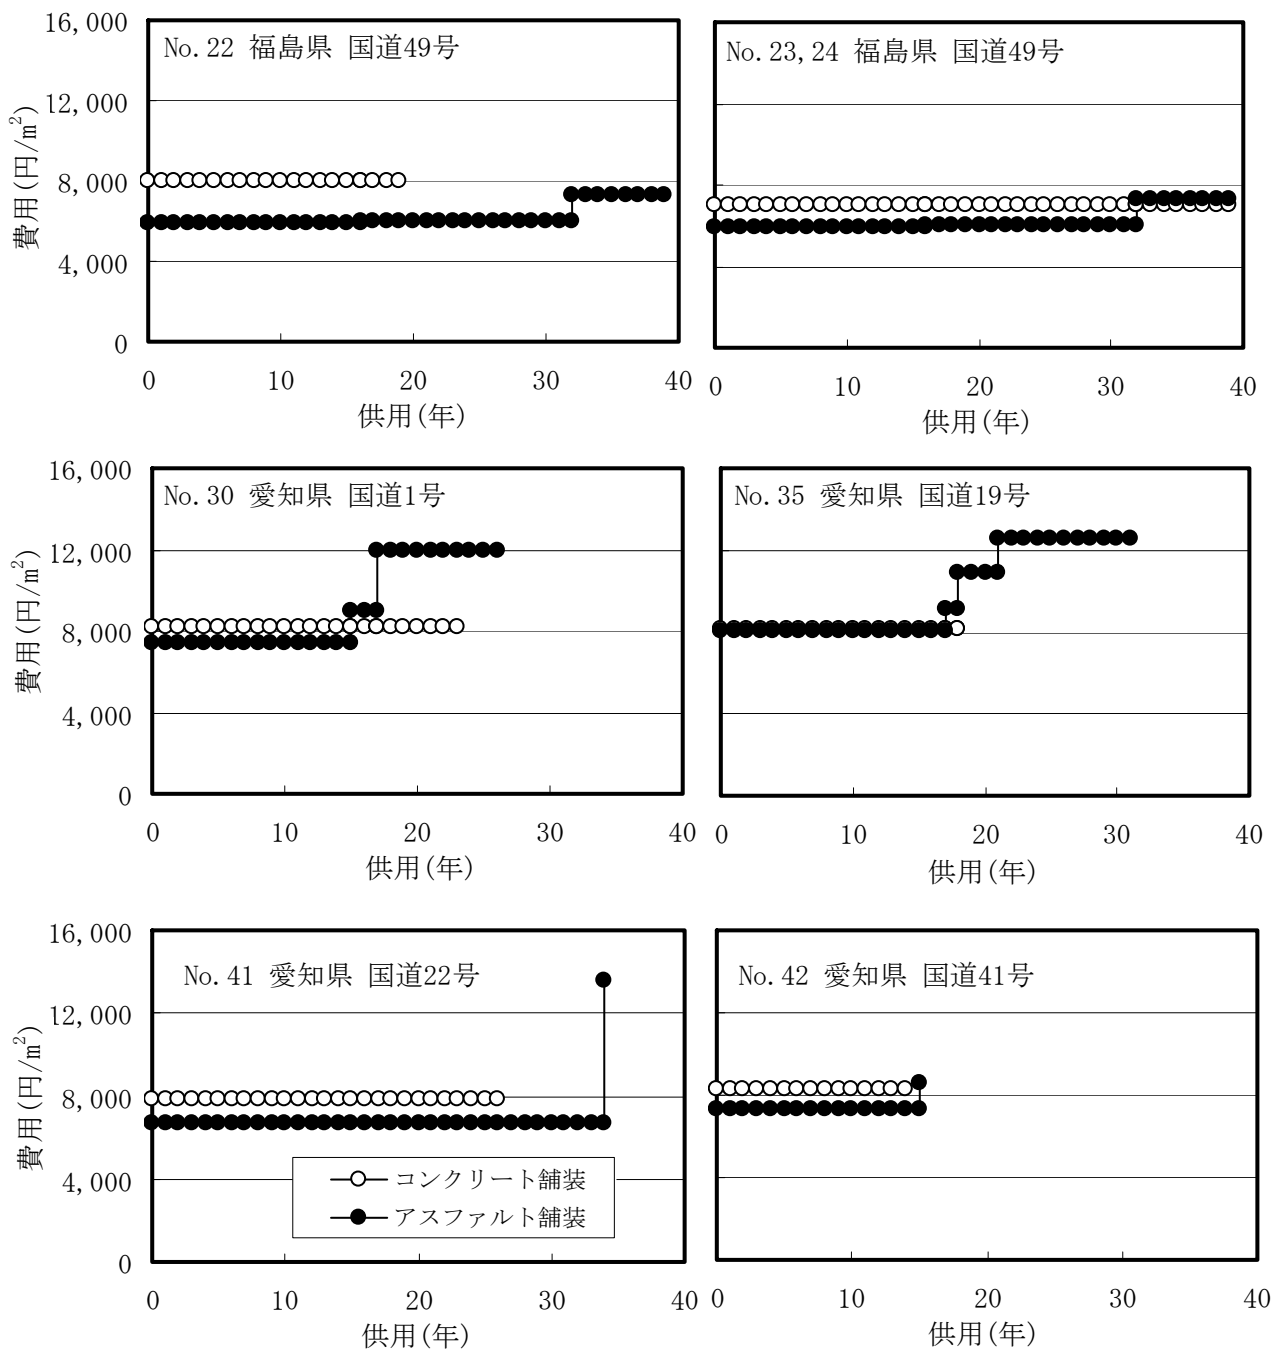 16,000
12,000
8,000
4,000
0
費用(円/m²)
No.22 福島県 国道49号
0 10 20 30 40
供用(年)
No.23,24 福島県 国道49号
0 10 20 30 40
供用(年)
16,000
12,000
8,000
4,000
0
費用(円/m²)
No.30 愛知県 国道1号
0 10 20 30 40
供用(年)
No.35 愛知県 国道19号
0 10 20 30 40
供用(年)
16,000
12,000
8,000
4,000
0
費用(円/m²)
No.41 愛知県 国道22号
コンクリート舗装
アスファルト舗装
0 10 20 30 40
供用(年)
No.42 愛知県 国道41号
0 10 20 30 40
供用(年)